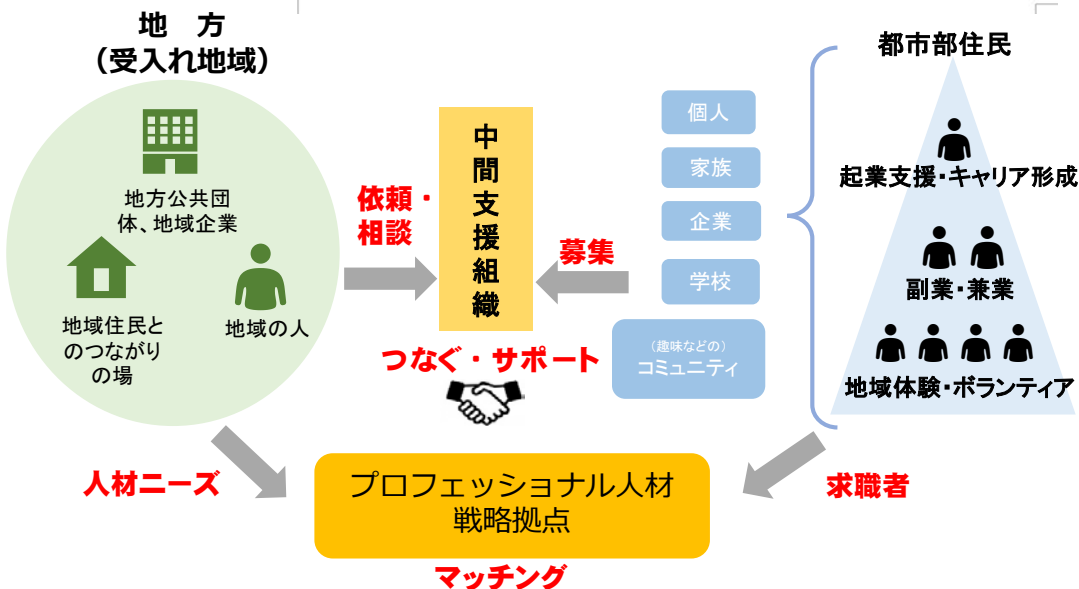 地　方
（受入れ地域）
地方公共団
体、地域企業
地域住民と
のつながり
の場
地域の人
依頼・
相談
中間支援組織
つなぐ・サポート
募集
個人
家族
企業
学校
（趣味などの）
コミュニティ
都市部住民
起業支援・キャリア形成
副業・兼業
地域体験・ボランティア
人材ニーズ
プロフェッショナル人材
戦略拠点
マッチング
求職者